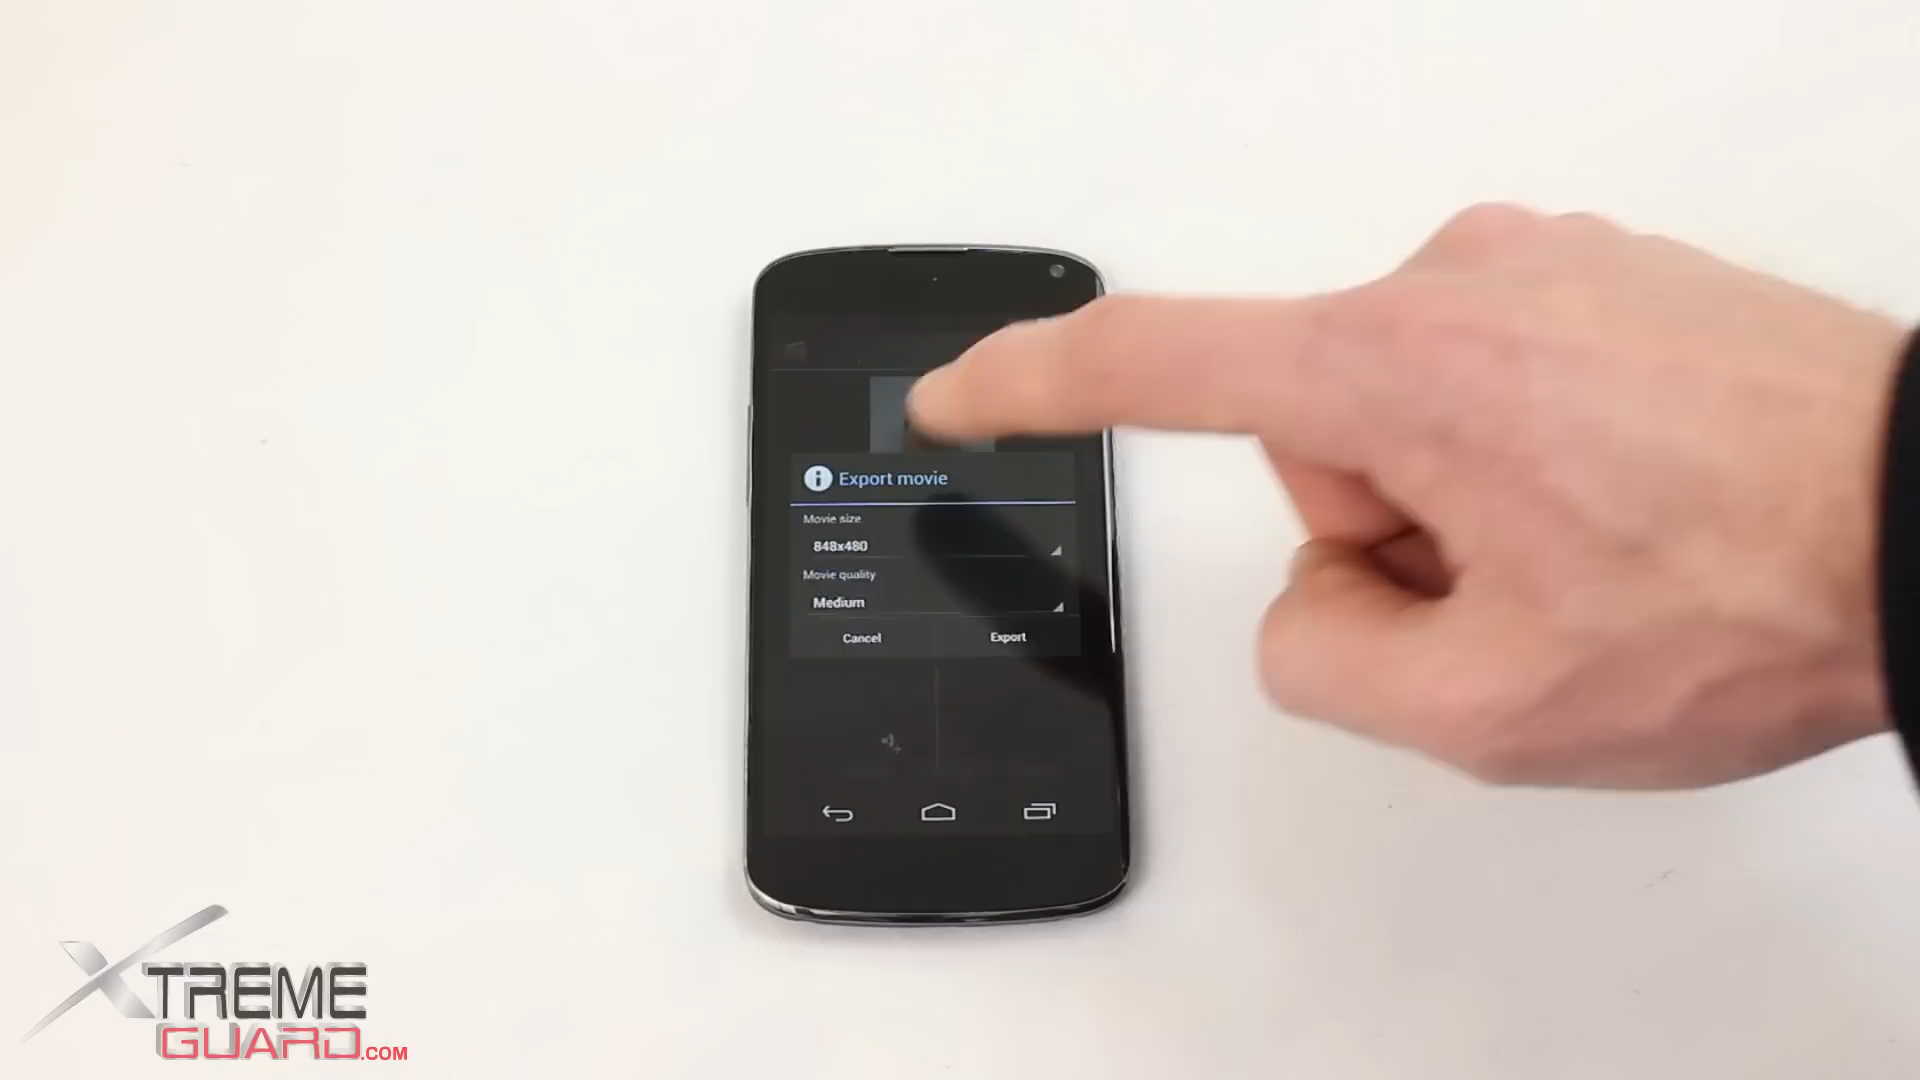 Export movie
Movie size
848x480
Movie quality
Medium
Cancel
Export
XTREME
GUARD.COM